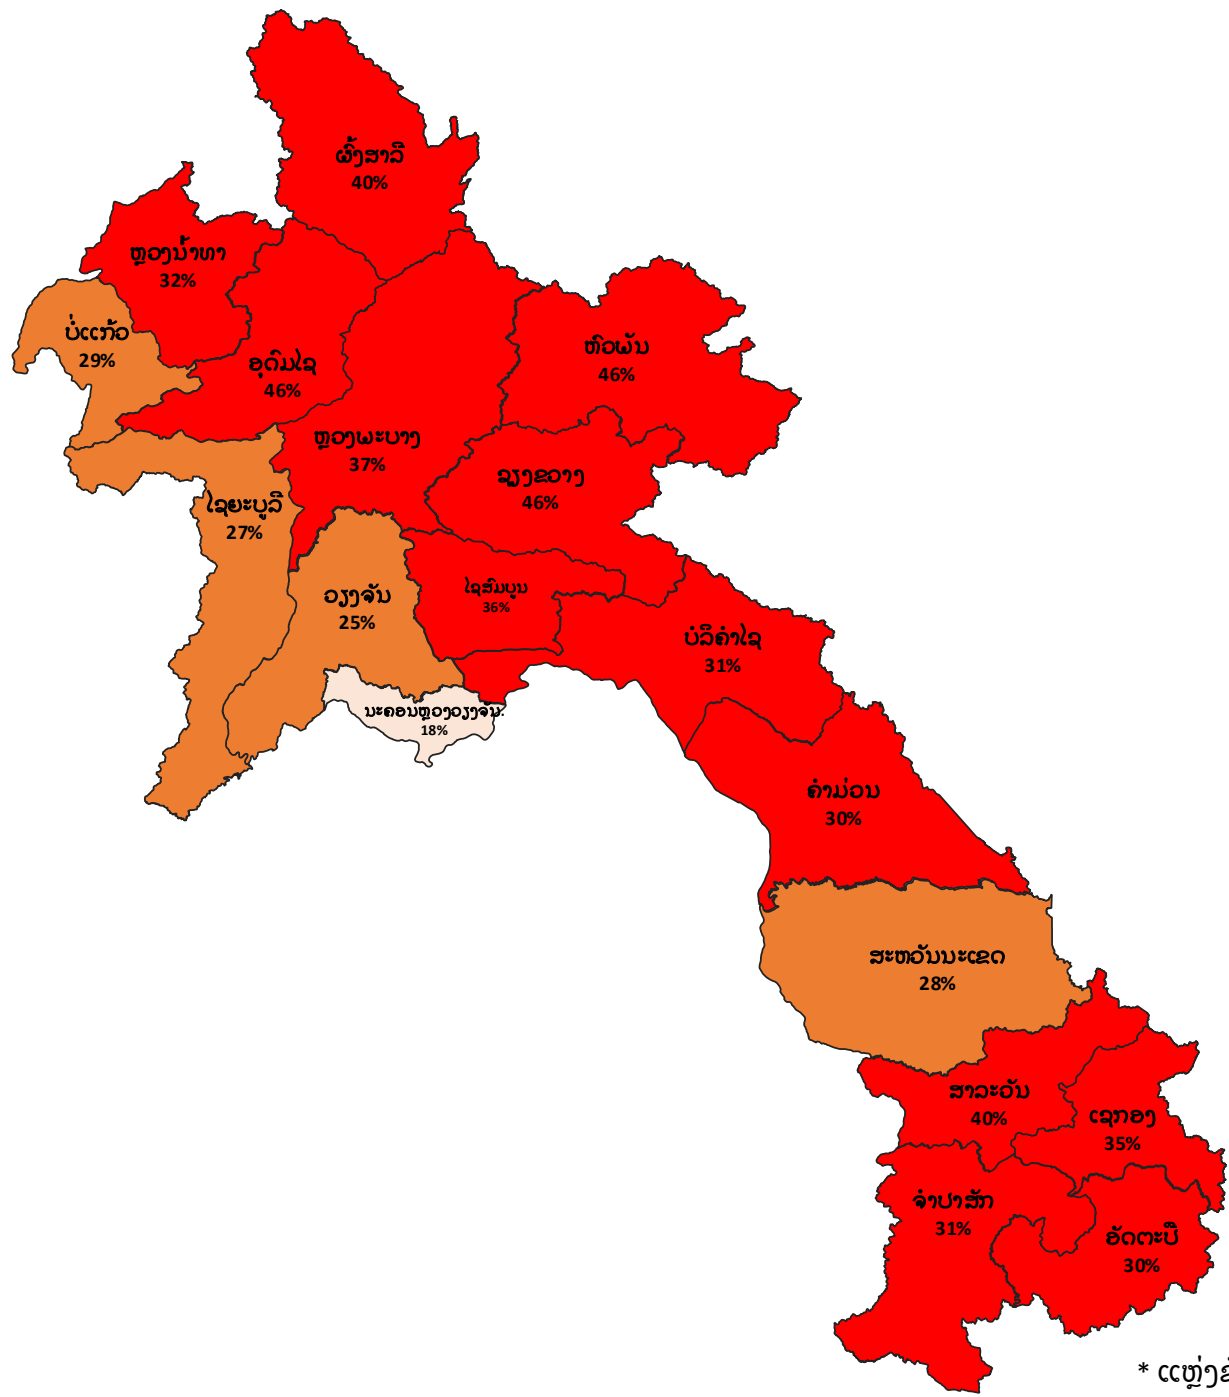 ຜົ້ງສາລີ
40%
ຫຼວງນ້ຳທາ
32%
ບໍ່ແກ້ວ
29%
ອຸດົມໄຊ
46%
ຫົວພັນ
46%
ຫຼວງພະບາງ
37%
ຊຽງຂວາງ
46%
ໄຊຍະບູລີ
27%
ວຽງຈັນ
25%
ໄຊສົມບູນ
36%
ບໍລິຄຳໄຊ
31%
ນະຄອນຫຼວງວຽງຈັນ.
18%
ຄຳມ່ວນ
30%
ສະຫວັນນະເຂດ
28%
ສາລະວັນ
40%
ເຊກອງ
35%
ຈຳປາສັກ
31%
ອັດຕະປື
30%
* ແຫຼ່ງ